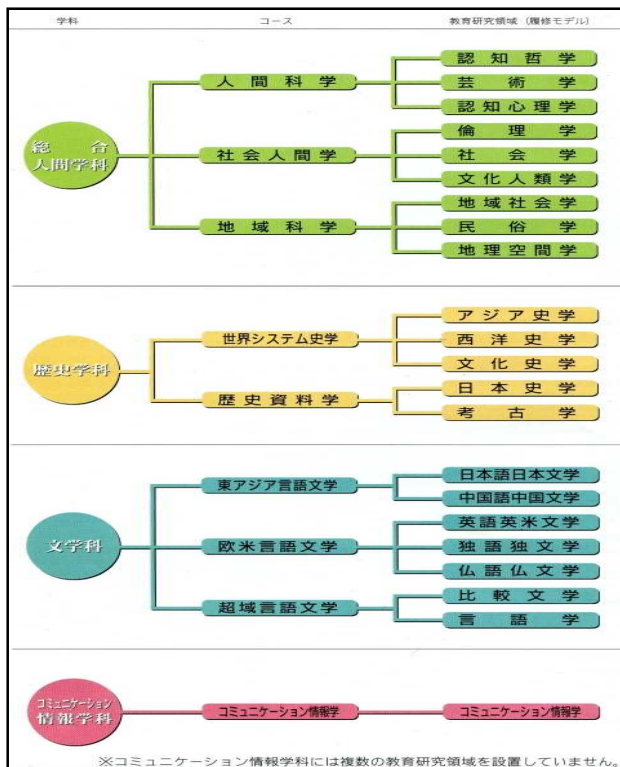 学科 コース 教育研究領域（履修モデル）
総合
人間学科
人間科学
認知哲学
芸術学
認知心理学
社会人間学
倫理学
社会学
文化人類学
地域科学
地域社会学
民俗学
地理空間学
歴史学科
世界システム史学
アジア史学
西洋史学
文化史学
歴史資料学
日本史学
考古学
文学科
東アジア言語文学
日本語日本文学
中国語中国文学
欧米言語文学
英語英米文学
独語独文学
仏語仏文学
超域言語文学
比較文学
言語学
コミュニケーション
情報学科
コミュニケーション情報学
コミュニケーション情報学
※コミュニケーション情報学科には複数の教育研究領域を設置していません。